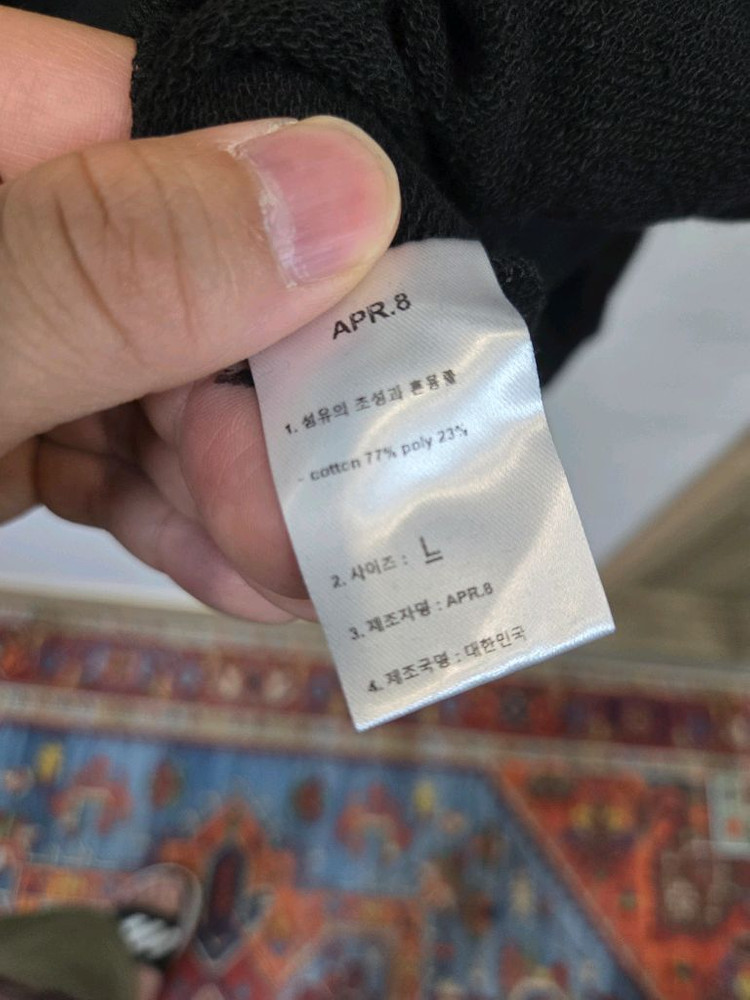 APR.8
1. 섬유의 조성과 혼용률
- cotton 77% poly 23%
2. 사이즈 : L
3. 제조자명 : APR.8
4. 제조국명 : 대한민국